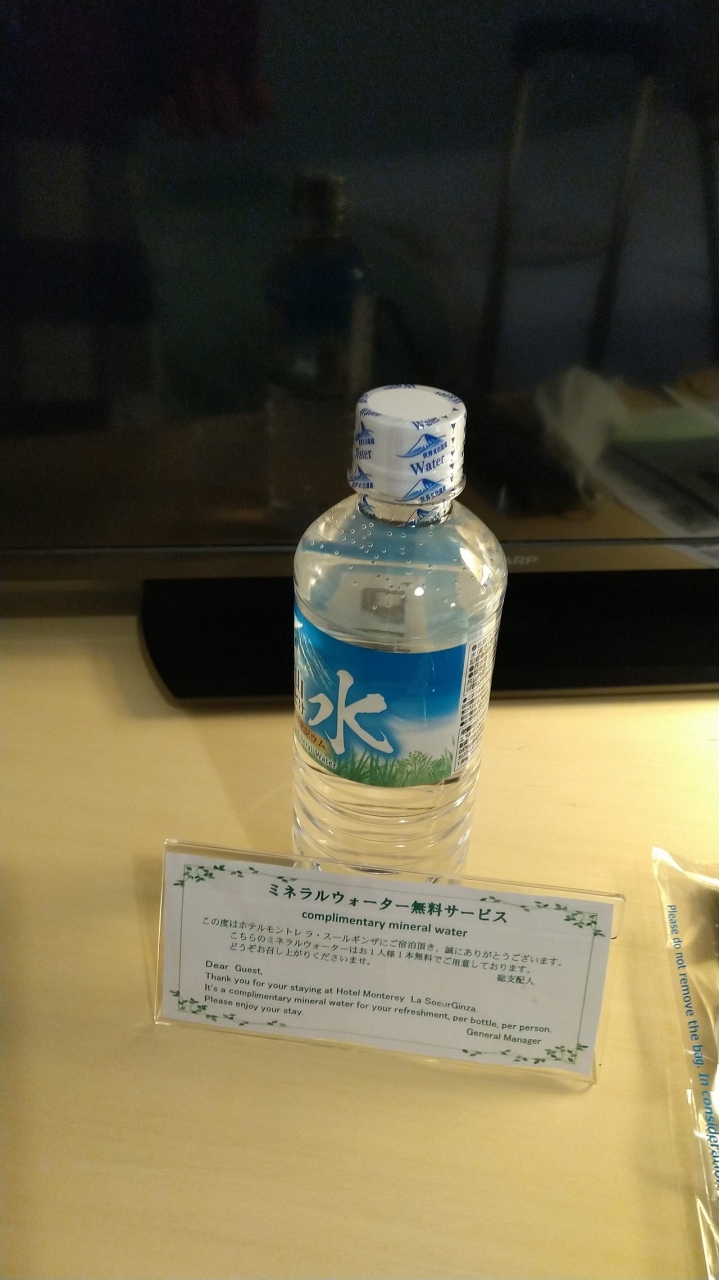 Water
Water
Water
ARP
水
ミネラルウォーター無料サービス
complimentary mineral water
この度はホテルモントレ ラ・スールギンザにご宿泊頂き、誠にありがとうございます。
こちらのミネラルウォーターはお１人様１本無料でご用意しております。
どうぞお召し上がりくださいませ。
総支配人
Dear Guest,
Thank you for your staying at Hotel Monterey La SoeurGinza.
It's a complimentary mineral water for your refreshment, per bottle, per person.
Please enjoy your stay.
General Manager
Please do not remove the bag. In consideration